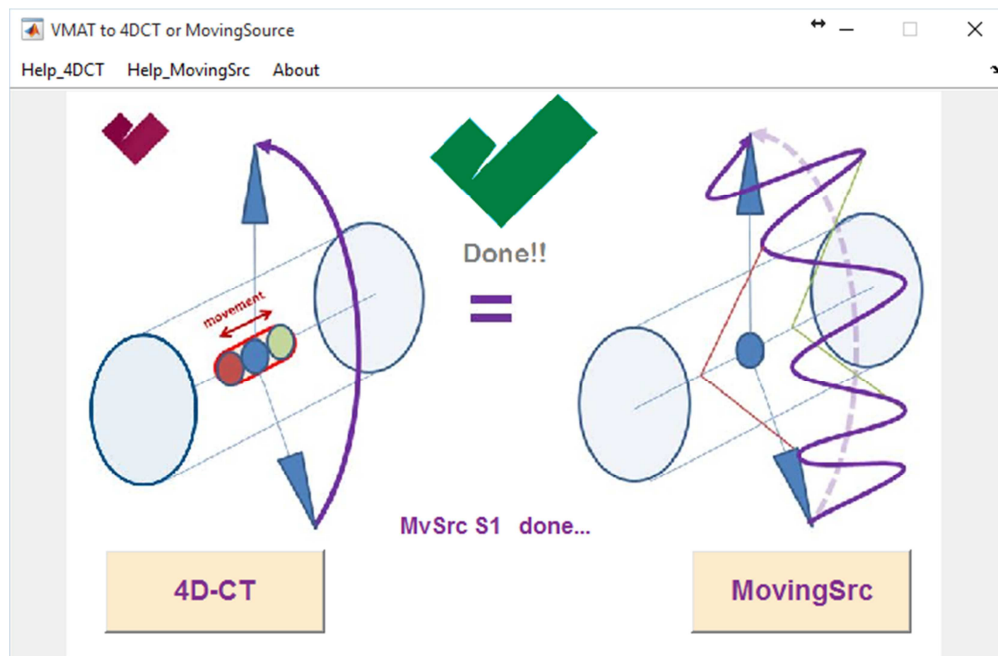 VMAT to 4DCT or MovingSource
Help_4DCT Help_MovingSrc About
Done!!
movement
=
MvSrc S1 done...
4D-CT MovingSrc